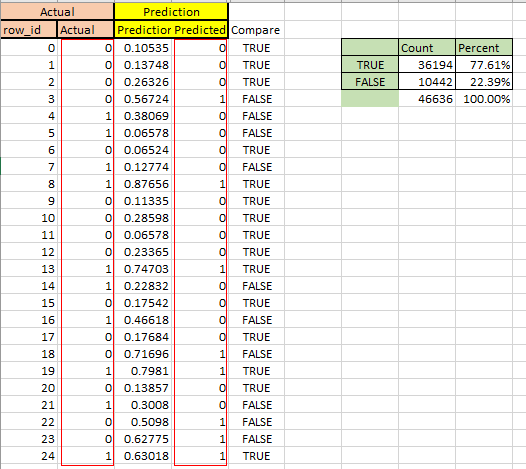 Actual Prediction
row_id Actual Prediction Predicted Compare
0 0 0.10535 0 TRUE Count Percent
1 0 0.13748 0 TRUE TRUE 36194 77.61%
2 0 0.26326 0 TRUE FALSE 10442 22.39%
3 0 0.56724 1 FALSE 46636 100.00%
4 1 0.38069 0 FALSE
5 1 0.06578 0 FALSE
6 0 0.06524 0 TRUE
7 1 0.12774 0 FALSE
8 1 0.87656 1 TRUE
9 0 0.11335 0 TRUE
10 0 0.28598 0 TRUE
11 0 0.06578 0 TRUE
12 0 0.23365 0 TRUE
13 1 0.74703 1 TRUE
14 1 0.22832 0 FALSE
15 0 0.17542 0 TRUE
16 1 0.46618 0 FALSE
17 0 0.17684 0 TRUE
18 0 0.71696 1 FALSE
19 1 0.7981 1 TRUE
20 0 0.13857 0 TRUE
21 1 0.3008 0 FALSE
22 0 0.5098 1 FALSE
23 0 0.62775 1 FALSE
24 1 0.63018 1 TRUE